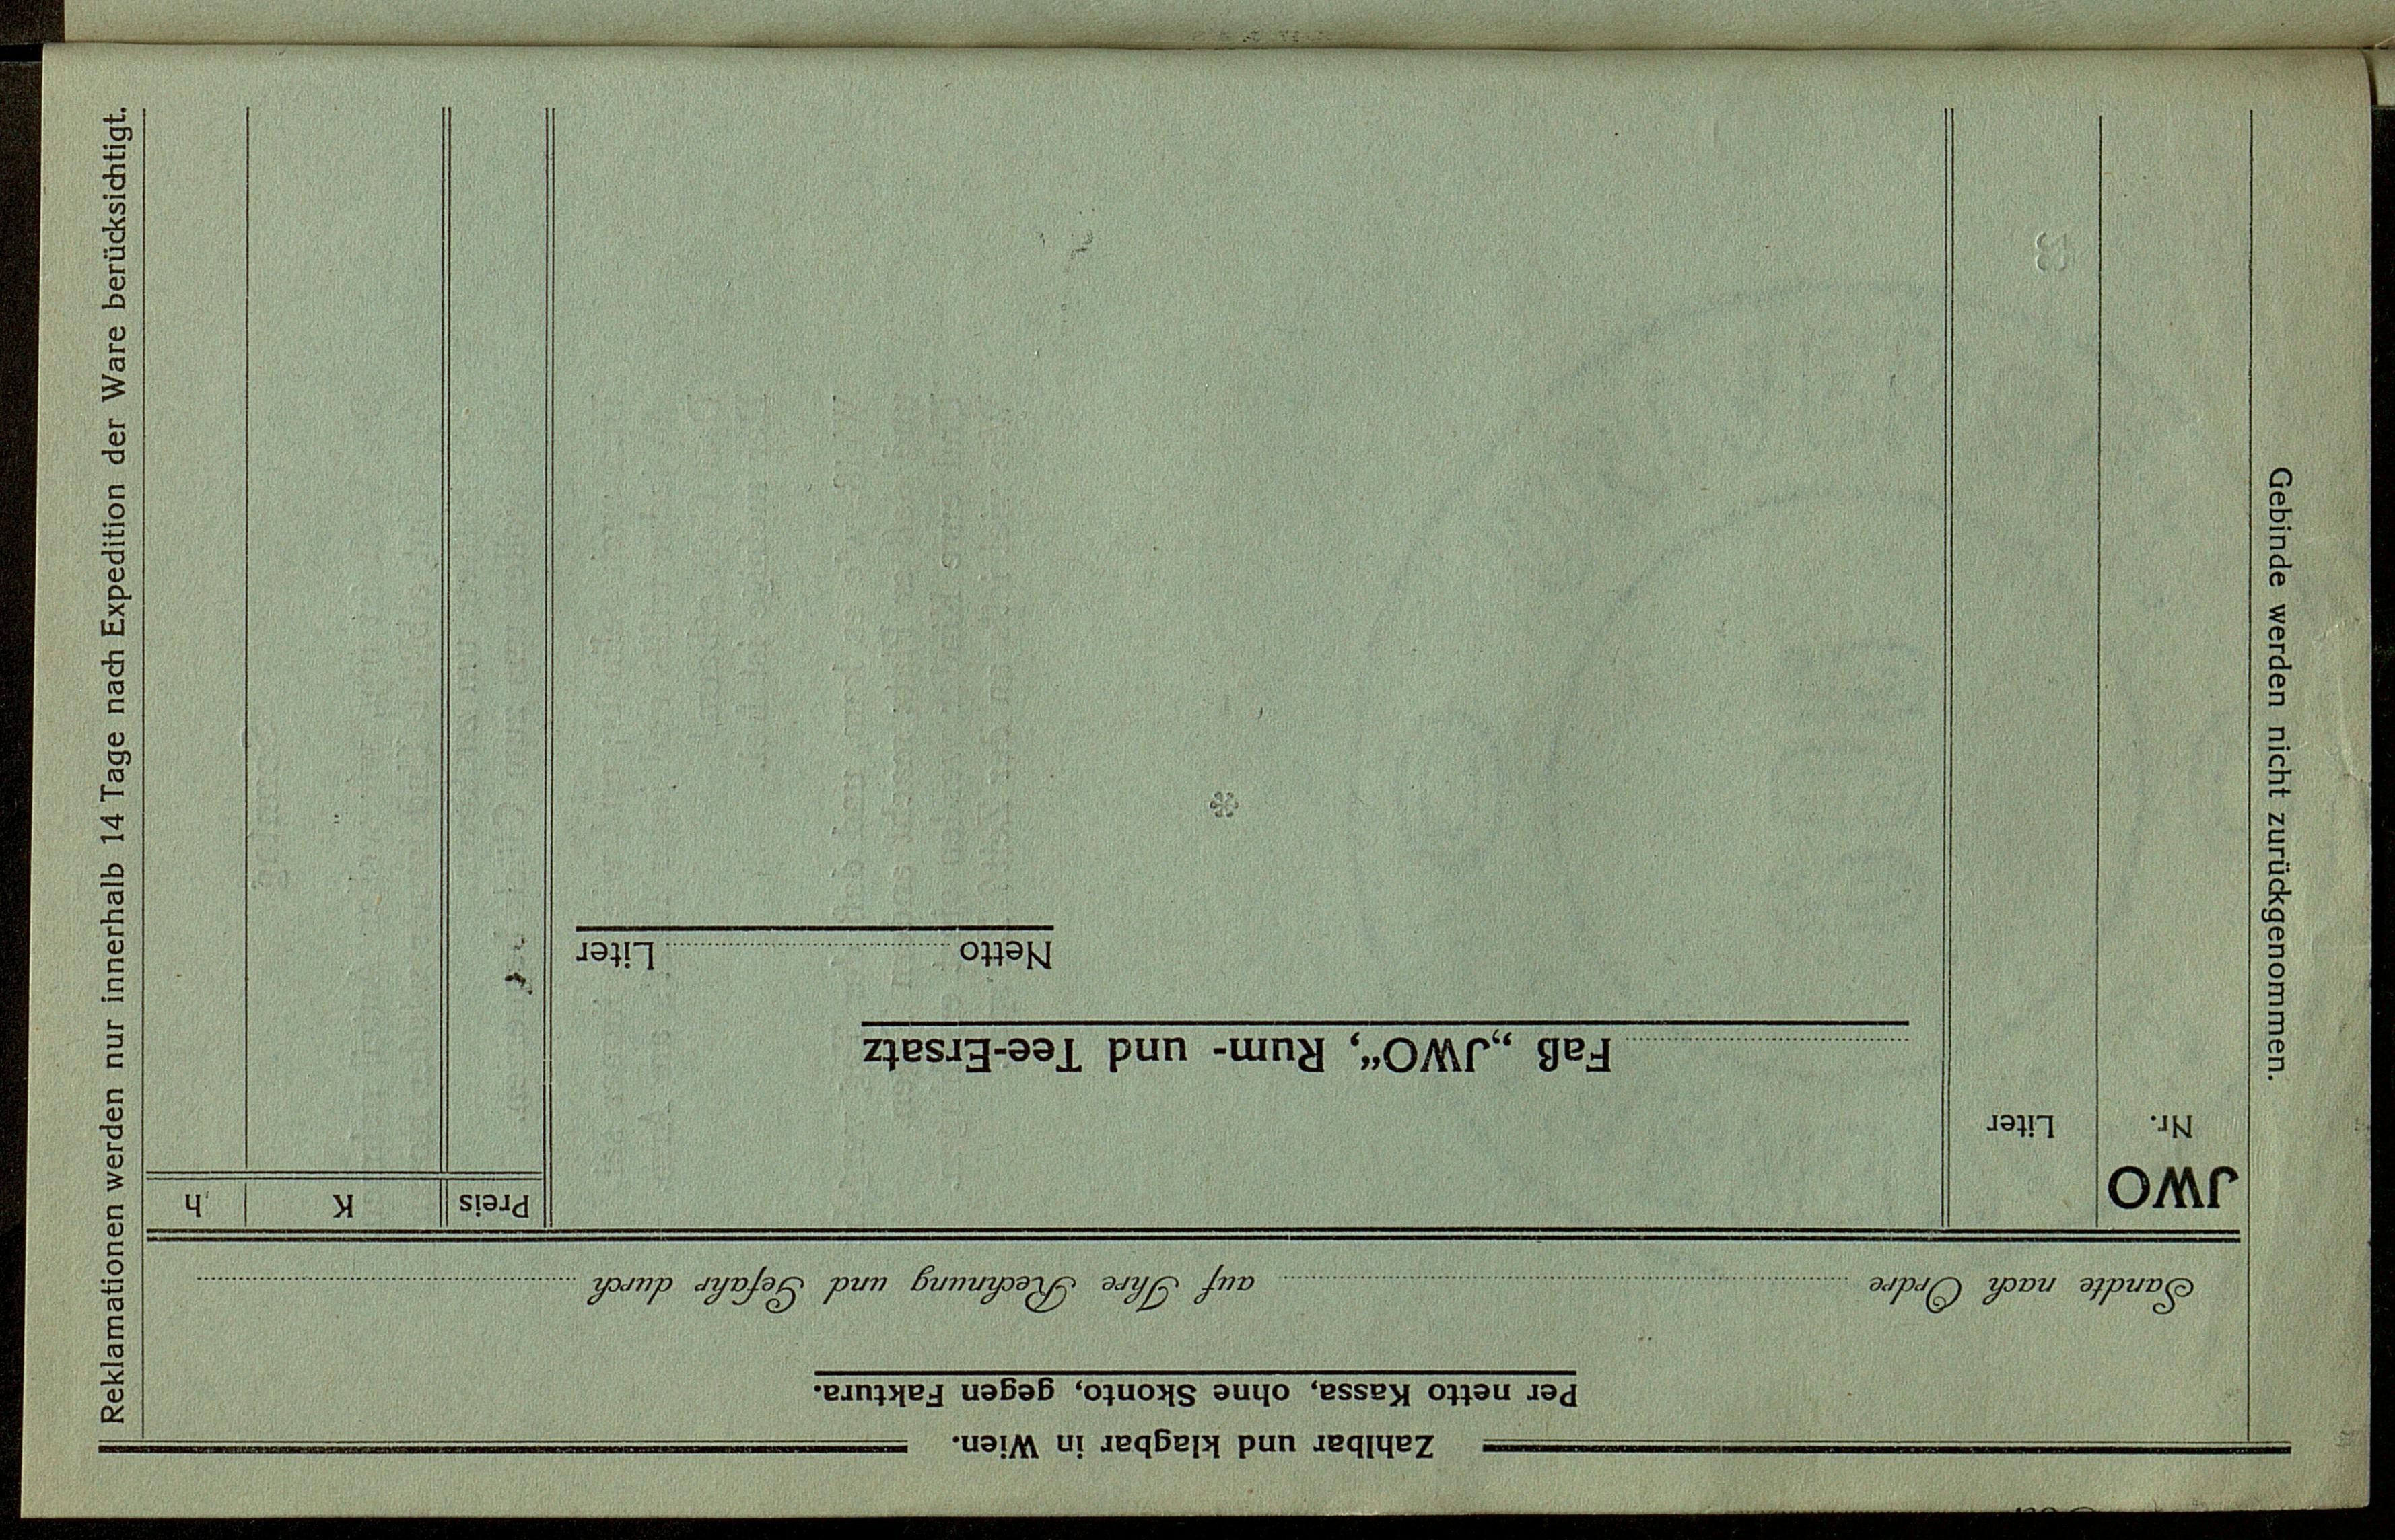 Zahlbar und klagbar in Wien.
Per netto Kassa, ohne Skonto, gegen Faktura.
Sandte nach Ordre auf Ihre Rechnung und Gefahr durch
JWO
Nr.
Liter
Preis
K
h
Faß „JWO“, Rum- und Tee-Ersatz
Netto Liter
Gebinde werden nicht zurückgenommen.
Reklamationen werden nur innerhalb 14 Tage nach Expedition der Ware berücksichtigt.